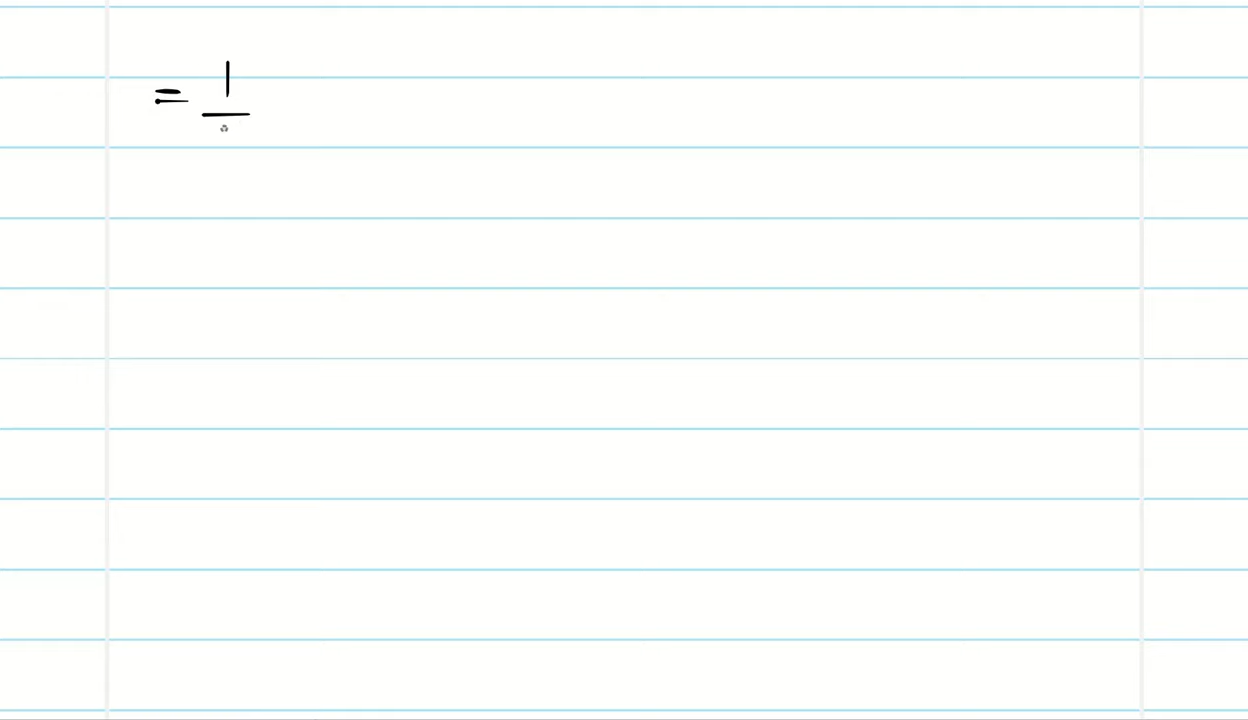 = 1/